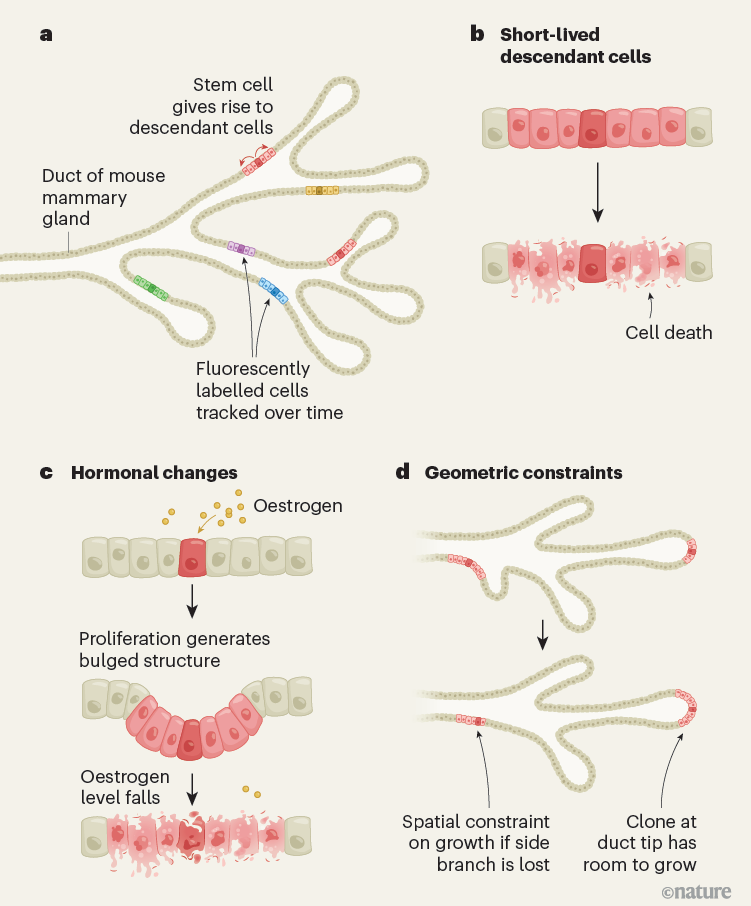 a
Stem cell
gives rise to
descendant cells
Duct of mouse
mammary
gland
Fluorescently
labelled cells
tracked over time
b Short-lived
descendant cells
Cell death
c Hormonal changes
Oestrogen
Proliferation generates
bulged structure
Oestrogen
level falls
d Geometric constraints
Spatial constraint
on growth if side
branch is lost
Clone at
duct tip has
room to grow
©nature